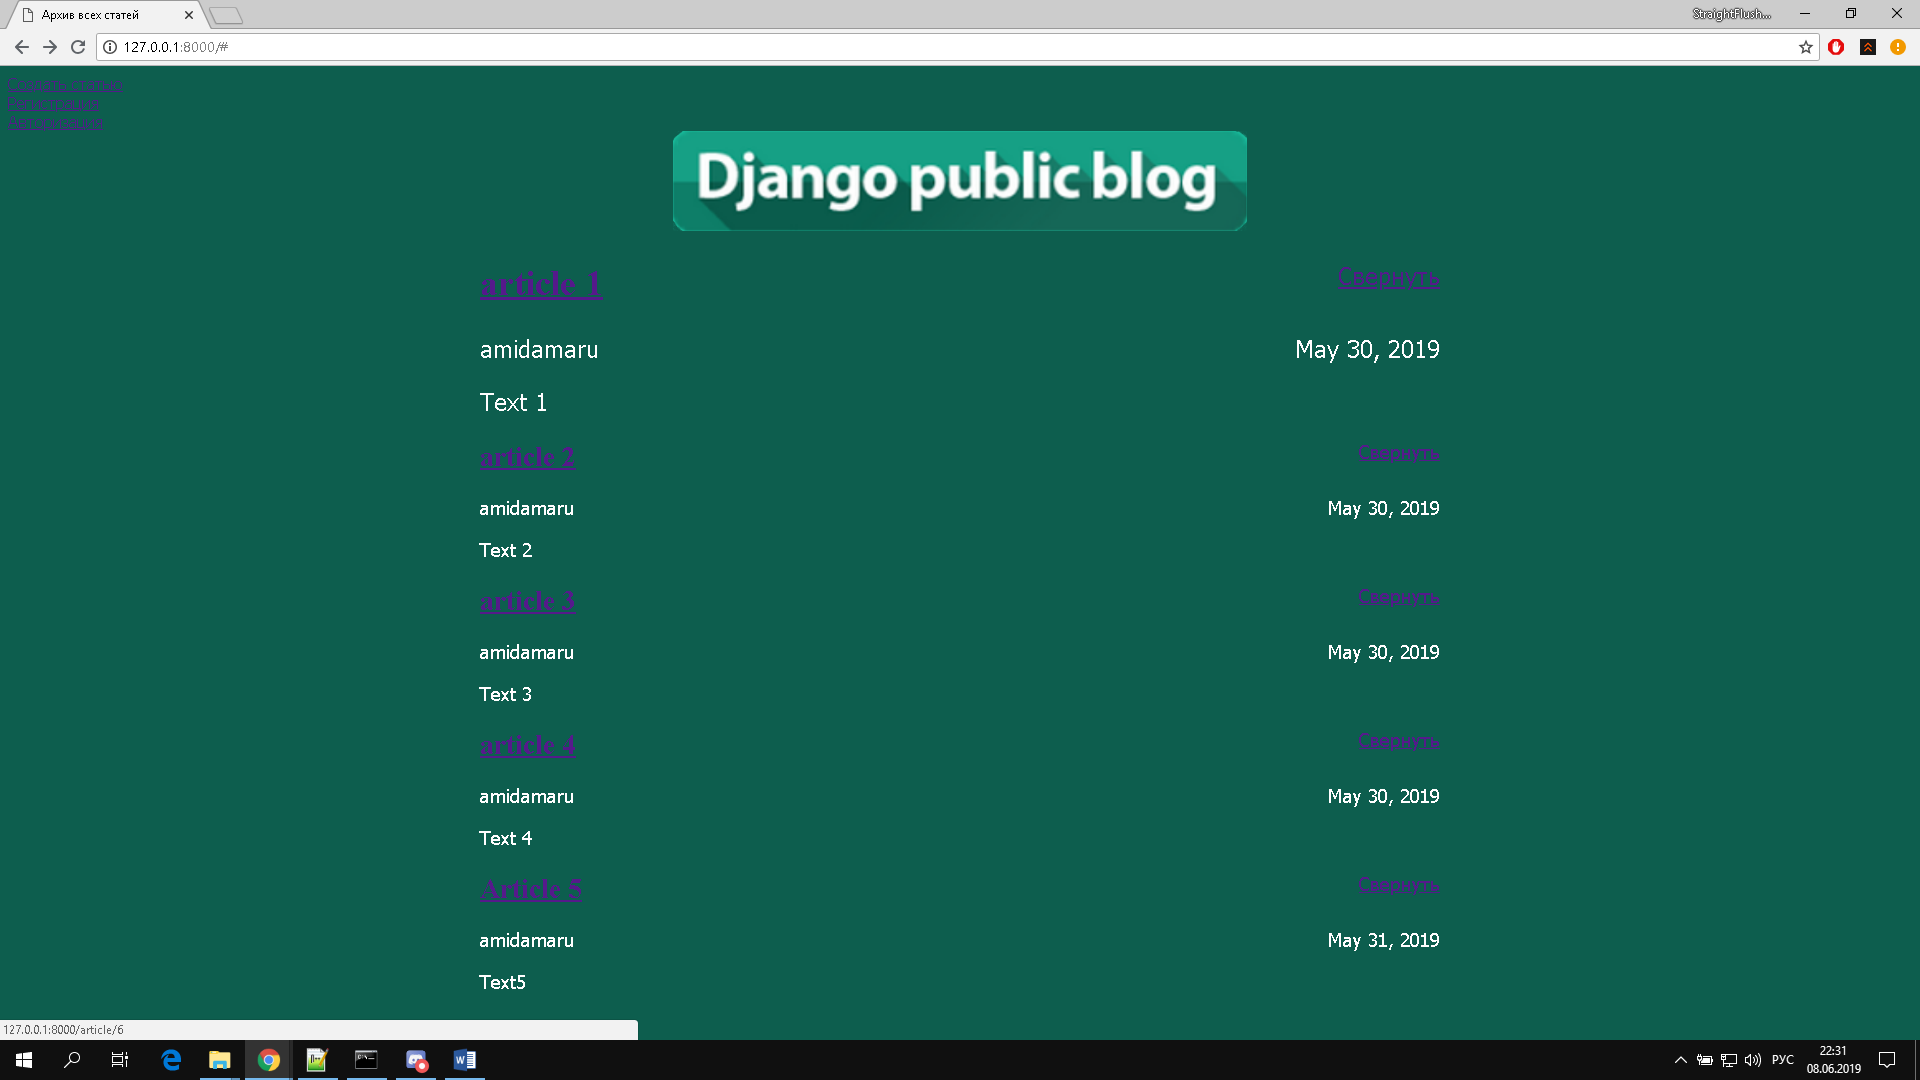 Архив всех статей
StraightFlush...
127.0.0.1:8000/#
Создать статью
Регистрация
Авторизация
Django public blog
article 1 Свернуть
amidamaru May 30, 2019
Text 1
article 2 Свернуть
amidamaru May 30, 2019
Text 2
article 3 Свернуть
amidamaru May 30, 2019
Text 3
article 4 Свернуть
amidamaru May 30, 2019
Text 4
Article 5 Свернуть
amidamaru May 31, 2019
Text5
127.0.0.1:8000/article/6
РУС
22:31
08.06.2019